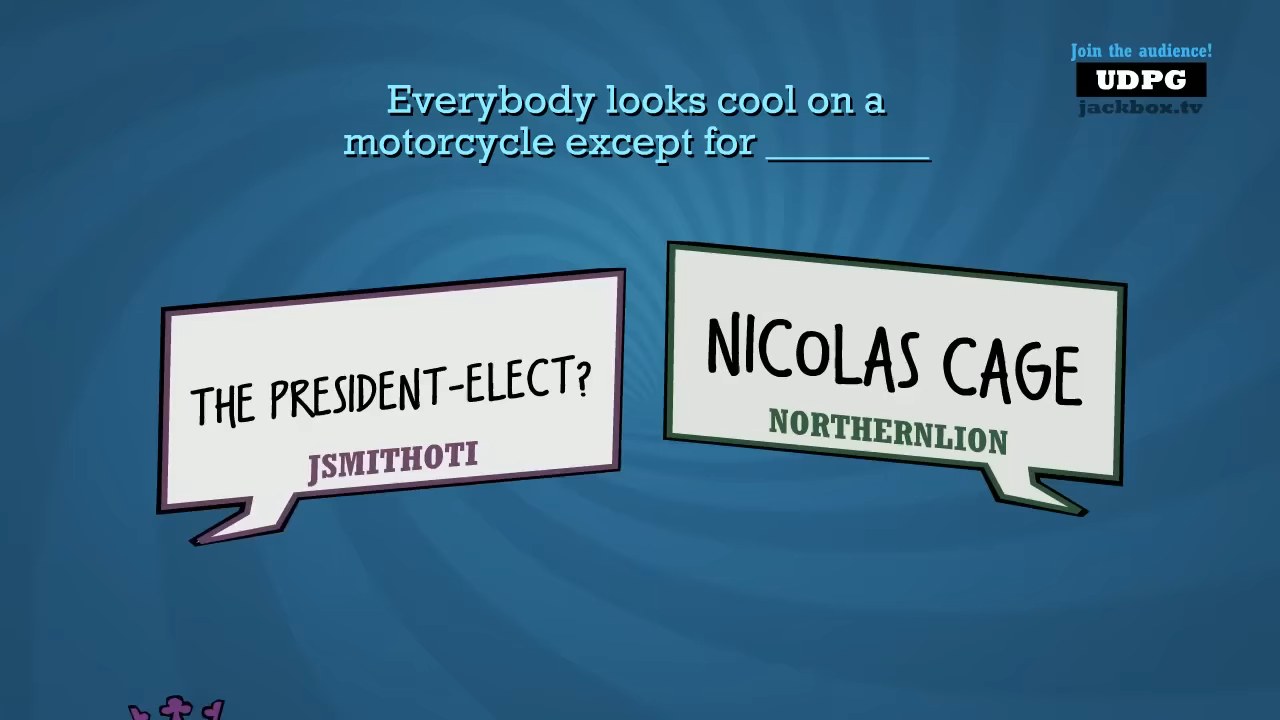 Join the audience!
UDPG
jackbox.tv
Everybody looks cool on a
motorcycle except for ________
THE PRESIDENT-ELECT?
JSMITHOTI
NICOLAS CAGE
NORTHERNLION